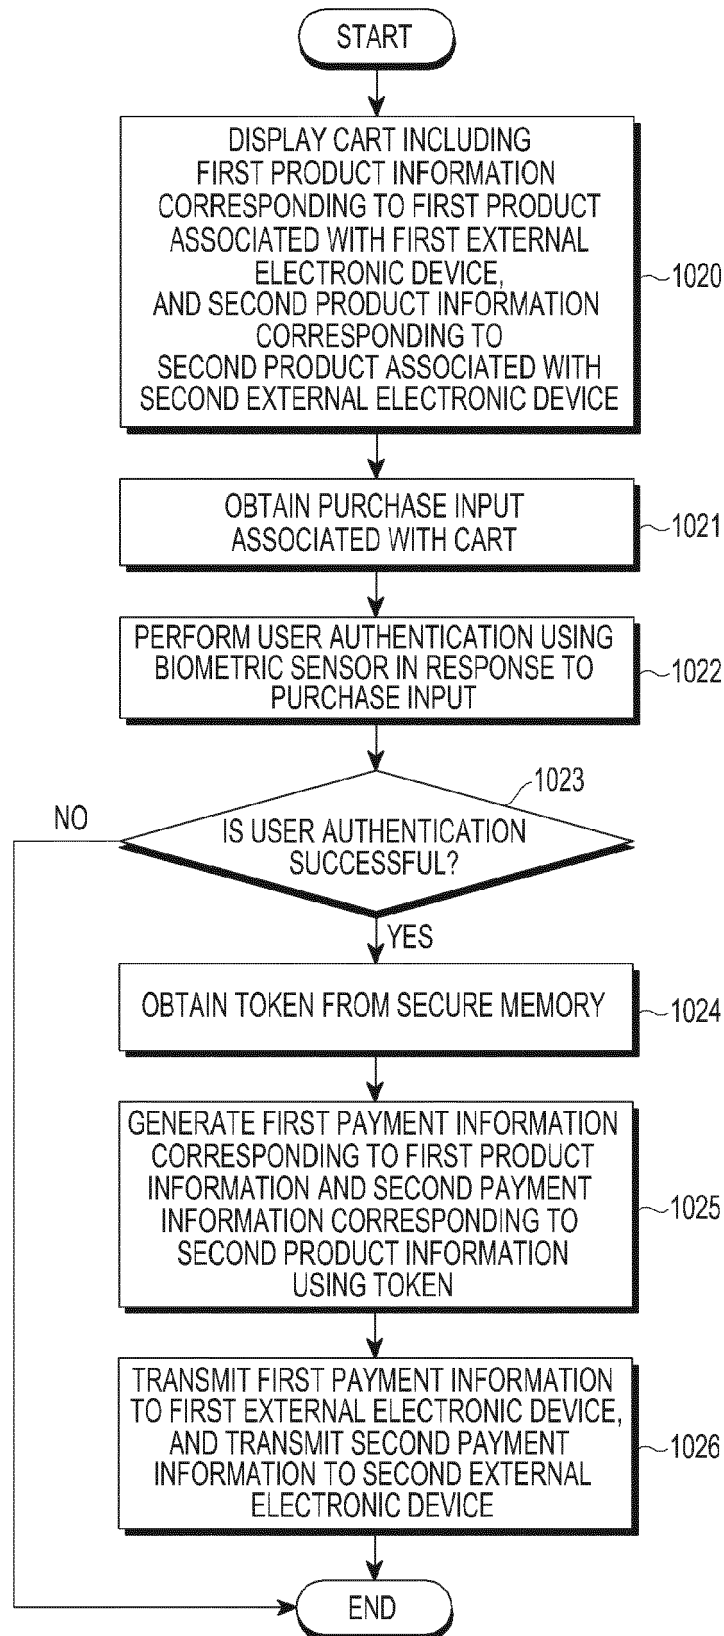 START
DISPLAY CART INCLUDING
FIRST PRODUCT INFORMATION
CORRESPONDING TO FIRST PRODUCT
ASSOCIATED WITH FIRST EXTERNAL
ELECTRONIC DEVICE,
AND SECOND PRODUCT INFORMATION
CORRESPONDING TO
SECOND PRODUCT ASSOCIATED WITH
SECOND EXTERNAL ELECTRONIC DEVICE
1020
OBTAIN PURCHASE INPUT
ASSOCIATED WITH CART
1021
PERFORM USER AUTHENTICATION USING
BIOMETRIC SENSOR IN RESPONSE TO
PURCHASE INPUT
1022
1023
NO
IS USER AUTHENTICATION
SUCCESSFUL?
YES
OBTAIN TOKEN FROM SECURE MEMORY
1024
GENERATE FIRST PAYMENT INFORMATION
CORRESPONDING TO FIRST PRODUCT
INFORMATION AND SECOND PAYMENT
INFORMATION CORRESPONDING TO
SECOND PRODUCT INFORMATION
USING TOKEN
1025
TRANSMIT FIRST PAYMENT INFORMATION
TO FIRST EXTERNAL ELECTRONIC DEVICE,
AND TRANSMIT SECOND PAYMENT
INFORMATION TO SECOND EXTERNAL
ELECTRONIC DEVICE
1026
END